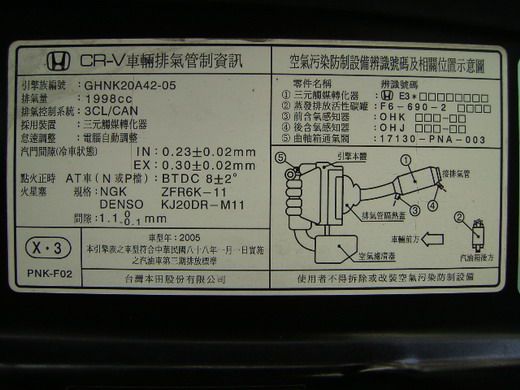 CR-V 車輛排氣管制資訊
引擎族編號：GHNK20A42-05
排氣量：1998cc
排氣控制系統：3CL/CAN
採用裝置：三元觸媒轉化器
怠速調整：電腦自動調整
汽門間隙(冷車狀態) IN：0.23±0.02mm
EX：0.30±0.02mm
點火正時 AT車(N或P檔)：BTDC 8±2°
火星塞 規格：NGK ZFR6K-11
DENSO KJ20DR-M11
間隙：1.1 0 -0.1 mm
X·3
PNK-F02
車型年：2005
本引擎族之車型符合中華民國八十八年一月一日實施
之汽油車第三期排放標準
台灣本田股份有限公司
空氣污染防制設備辨識號碼及相關位置示意圖
零件名稱 辨識號碼
①三元觸媒轉化器 E3*
②蒸發排放活性碳罐：F6-690-2
③前含氧感知器：OHK
④後含氧感知器：OHJ
⑤曲軸箱通氣閥：17130-PNA-003
⑤
引擎本體
①
接排氣管
④
③
排氣管隔熱蓋
空氣濾清器
車輛前方
②
汽油箱後方
使用者不得拆除或改裝空氣污染防制設備